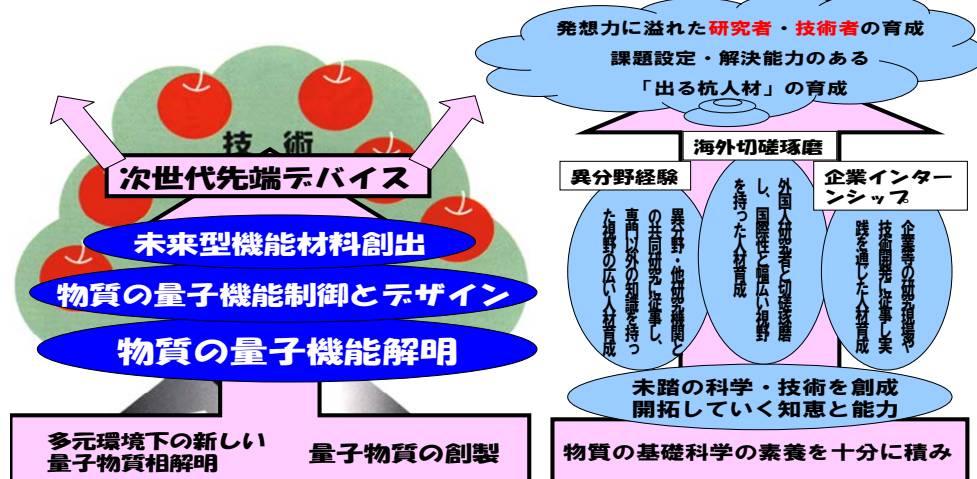 技術
次世代先端デバイス
未来型機能材料創出
物質の量子機能制御とデザイン
物質の量子機能解明
多元環境下の新しい
量子物質相解明
量子物質の創製
発想力に溢れた研究者・技術者の育成
課題設定・解決能力のある
「出る杭人材」の育成
海外切磋琢磨
異分野経験
企業インター
ンシップ
異分野・他研究機関と
の共同研究に従事し、
専門以外の知識を持っ
た視野の広い人材育成
外国人研究者と切磋琢磨
し、国際性と幅広い視野
を持った人材育成
企業等の研究現場や
技術開発に従事し実
践を通した人材育成
未踏の科学・技術を創成
開拓していく知恵と能力
物質の基礎科学の素養を十分に積み